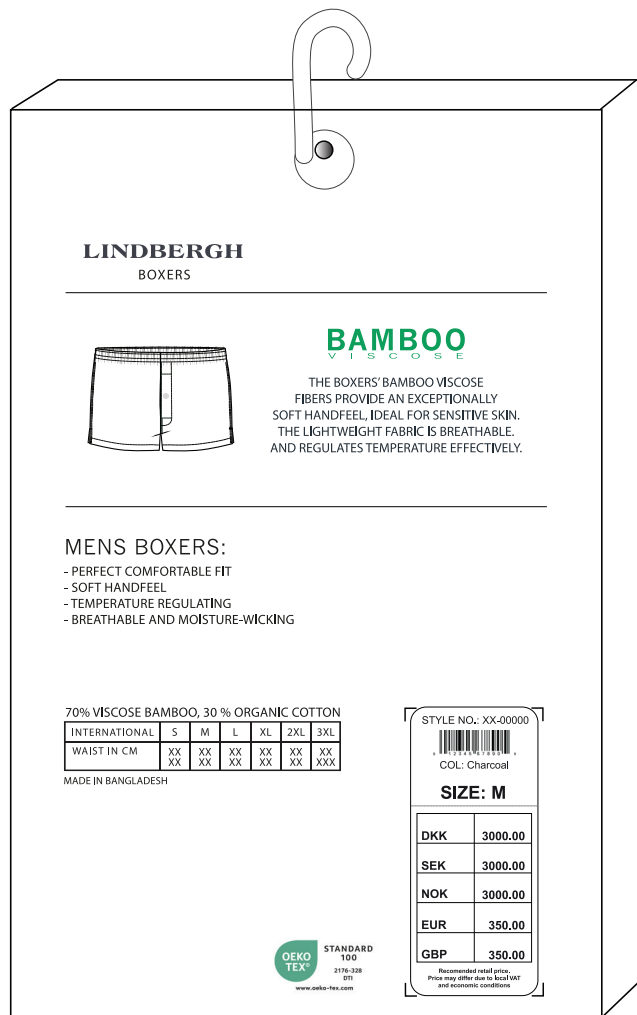 LINDBERGH
BOXERS
BAMBOO
VISCOSE
THE BOXERS' BAMBOO VISCOSE
FIBERS PROVIDE AN EXCEPTIONALLY
SOFT HANDFEEL, IDEAL FOR SENSITIVE SKIN.
THE LIGHTWEIGHT FABRIC IS BREATHABLE.
AND REGULATES TEMPERATURE EFFECTIVELY.
MENS BOXERS:
- PERFECT COMFORTABLE FIT
- SOFT HANDFEEL
- TEMPERATURE REGULATING
- BREATHABLE AND MOISTURE-WICKING
70% VISCOSE BAMBOO, 30 % ORGANIC COTTON
INTERNATIONAL S M L XL 2XL 3XL
WAIST IN CM XX XX XX XX XX XX
XX XX XX XX XX XXX
MADE IN BANGLADESH
OEKO
TEX®
STANDARD
100
2176-328
DTI
www.oeko-tex.com
STYLE NO.: XX-00000
COL: Charcoal
SIZE: M
DKK 3000.00
SEK 3000.00
NOK 3000.00
EUR 350.00
GBP 350.00
Recomended retail price.
Price may differ due to local VAT
and economic conditions